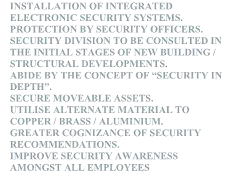 INSTALLATION OF INTEGRATED
ELECTRONIC SECURITY SYSTEMS.
PROTECTION BY SECURITY OFFICERS.
SECURITY DIVISION TO BE CONSULTED IN
THE INITIAL STAGES OF NEW BUILDING /
STRUCTURAL DEVELOPMENTS.
ABIDE BY THE CONCEPT OF “SECURITY IN
DEPTH”.
SECURE MOVEABLE ASSETS.
UTILISE ALTERNATE MATERIAL TO
COPPER / BRASS / ALUMINIUM.
GREATER COGNIZANCE OF SECURITY
RECOMMENDATIONS.
IMPROVE SECURITY AWARENESS
AMONGST ALL EMPLOYEES